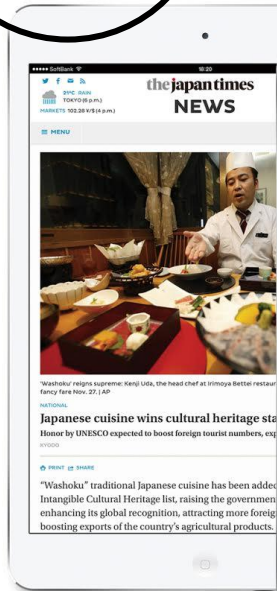 SoftBank 18:20
21°C RAIN
TOKYO (6 p.m.)
MARKETS 102.28 ¥/$ (4 p.m.)
the japan times
NEWS
MENU
'Washoku' reigns supreme: Kenji Uda, the head chef at Irimoya Bettei restaur
fancy fare Nov. 27. | AP
NATIONAL
Japanese cuisine wins cultural heritage sta
Honor by UNESCO expected to boost foreign tourist numbers, exp
KYODO
PRINT SHARE
"Washoku" traditional Japanese cuisine has been added
Intangible Cultural Heritage list, raising the governmen
enhancing its global recognition, attracting more foreig
boosting exports of the country's agricultural products.